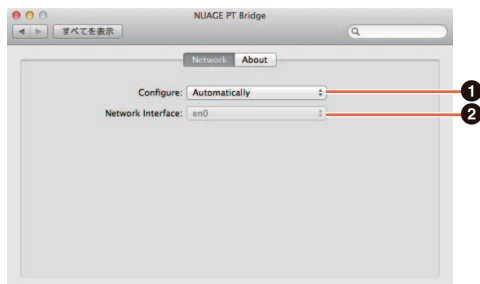 NUAGE PT Bridge
すべてを表示
Network About
Configure: Automatically 1
Network Interface: en0 2